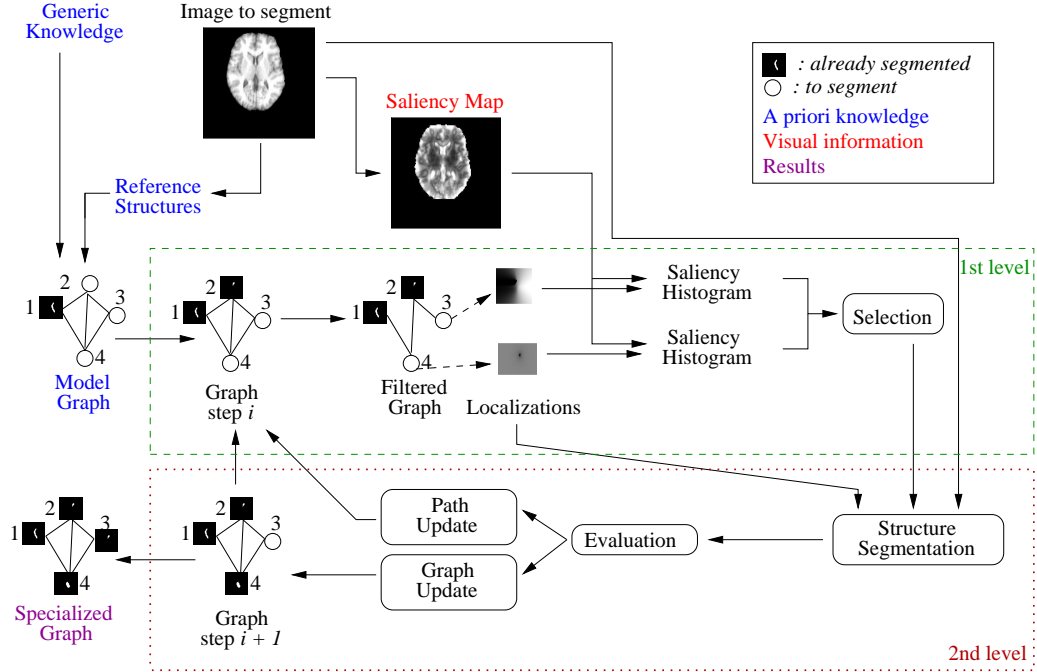 Generic
Knowledge
Image to segment
: already segmented
: to segment
A priori knowledge
Visual information
Results
Saliency Map
Reference
Structures
1st level
1
2
3
4
Model
Graph
1
2
3
4
Graph
step i
1
2
3
4
Filtered
Graph
Localizations
Saliency
Histogram
Saliency
Histogram
Selection
1
2
3
4
Specialized
Graph
1
2
3
4
Graph
step i + 1
Path
Update
Graph
Update
Evaluation
Structure
Segmentation
2nd level